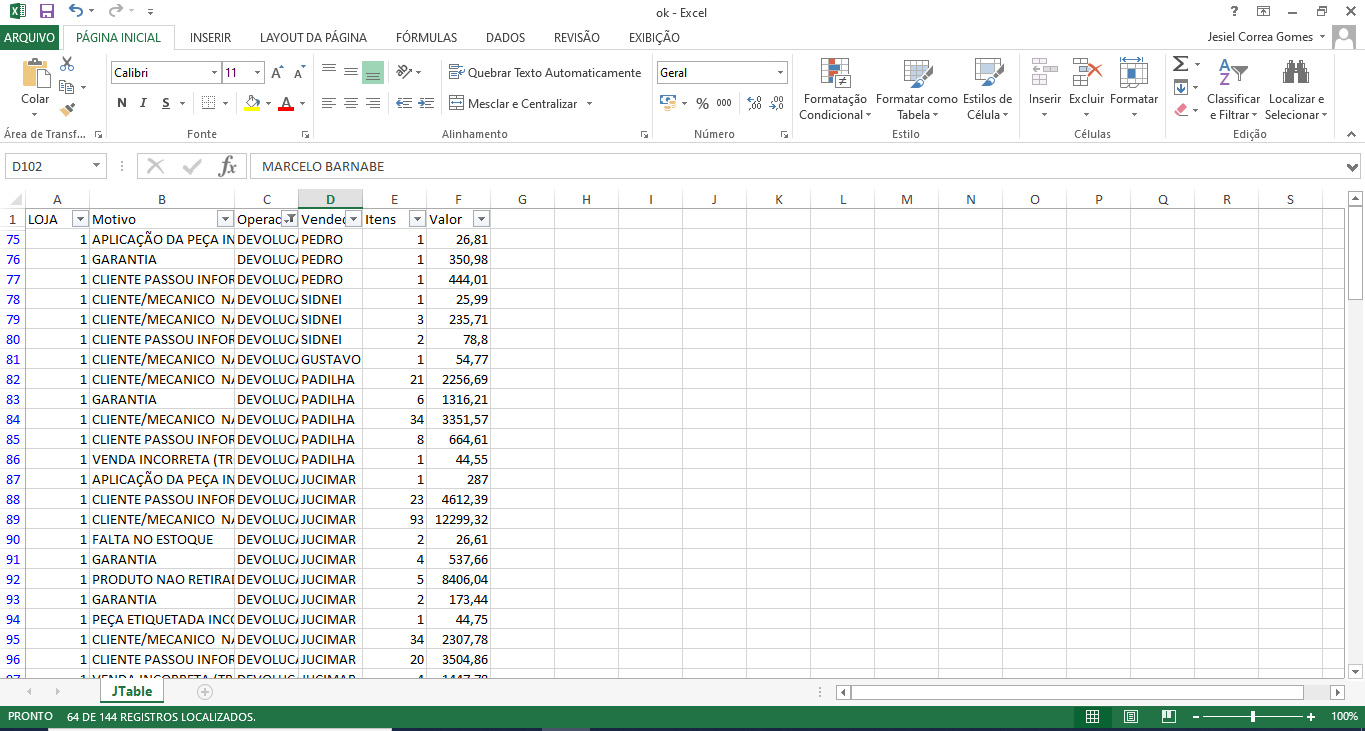 ok - Excel
ARQUIVO PÁGINA INICIAL INSERIR LAYOUT DA PÁGINA FÓRMULAS DADOS REVISÃO EXIBIÇÃO Jesiel Correa Gomes
Calibri 11 Quebrar Texto Automaticamente Geral
Colar N I S Mesclar e Centralizar % 000 Formatação Condicional Formatar como Tabela Estilos de Célula Inserir Excluir Formatar Classificar e Filtrar Localizar e Selecionar
Área de Transf... Fonte Alinhamento Número Estilo Células Edição
D102 fx MARCELO BARNABE
A B C D E F G H I J K L M N O P Q R S
1 LOJA Motivo Operac Vended Itens Valor
75 1 APLICAÇÃO DA PEÇA IN DEVOLUCA PEDRO 1 26,81
76 1 GARANTIA DEVOLUCA PEDRO 1 350,98
77 1 CLIENTE PASSOU INFOR DEVOLUCA PEDRO 1 444,01
78 1 CLIENTE/MECANICO NA DEVOLUCA SIDNEI 1 25,99
79 1 CLIENTE/MECANICO NA DEVOLUCA SIDNEI 3 235,71
80 1 CLIENTE PASSOU INFOR DEVOLUCA SIDNEI 2 78,8
81 1 CLIENTE/MECANICO NA DEVOLUCA GUSTAVO 1 54,77
82 1 CLIENTE/MECANICO NA DEVOLUCA PADILHA 21 2256,69
83 1 GARANTIA DEVOLUCA PADILHA 6 1316,21
84 1 CLIENTE/MECANICO NA DEVOLUCA PADILHA 34 3351,57
85 1 CLIENTE PASSOU INFOR DEVOLUCA PADILHA 8 664,61
86 1 VENDA INCORRETA (TR DEVOLUCA PADILHA 1 44,55
87 1 APLICAÇÃO DA PEÇA IN DEVOLUCA JUCIMAR 1 287
88 1 CLIENTE PASSOU INFOR DEVOLUCA JUCIMAR 23 4612,39
89 1 CLIENTE/MECANICO NA DEVOLUCA JUCIMAR 93 12299,32
90 1 FALTA NO ESTOQUE DEVOLUCA JUCIMAR 2 26,61
91 1 GARANTIA DEVOLUCA JUCIMAR 4 537,66
92 1 PRODUTO NAO RETIRAD DEVOLUCA JUCIMAR 5 8406,04
93 1 GARANTIA DEVOLUCA JUCIMAR 2 173,44
94 1 PEÇA ETIQUETADA INCO DEVOLUCA JUCIMAR 1 44,75
95 1 CLIENTE/MECANICO NA DEVOLUCA JUCIMAR 34 2307,78
96 1 CLIENTE PASSOU INFOR DEVOLUCA JUCIMAR 20 3504,86
JTable
PRONTO 64 DE 144 REGISTROS LOCALIZADOS. 100%